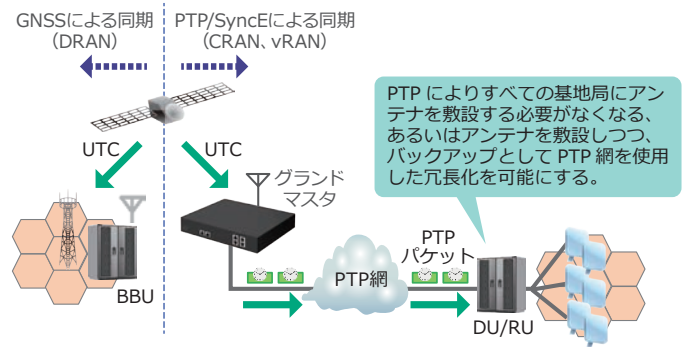 GNSSによる同期
（DRAN）
PTP/SyncEによる同期
（CRAN、vRAN）
PTP によりすべての基地局にアン
テナを敷設する必要がなくなる、
あるいはアンテナを敷設しつつ、
バックアップとして PTP 網を使用
した冗長化を可能にする。
UTC
UTC
グランド
マスタ
BBU
PTP網
PTP
パケット
DU/RU